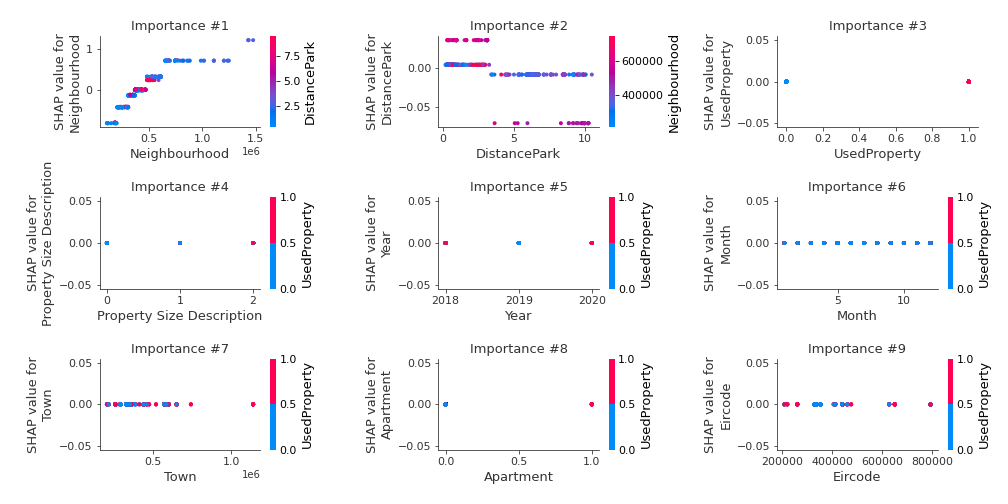 Importance #1
SHAP value for
Neighbourhood
1
0
0.5
1.0
1.5
1e6
Neighbourhood
7.5
5.0
2.5
DistancePark
Importance #2
SHAP value for
DistancePark
0.00
−0.05
0
5
10
DistancePark
600000
400000
Neighbourhood
Importance #3
SHAP value for
UsedProperty
0.05
0.00
−0.05
0.0
0.2
0.4
0.6
0.8
1.0
UsedProperty
Importance #4
SHAP value for
Property Size Description
0.05
0.00
−0.05
0
1
2
Property Size Description
1.0
0.5
0.0
UsedProperty
Importance #5
SHAP value for
Year
0.05
0.00
−0.05
2018
2019
2020
Year
1.0
0.5
0.0
UsedProperty
Importance #6
SHAP value for
Month
0.05
0.00
−0.05
5
10
Month
1.0
0.5
0.0
UsedProperty
Importance #7
SHAP value for
Town
0.05
0.00
−0.05
0.5
1.0
1e6
Town
1.0
0.5
0.0
UsedProperty
Importance #8
SHAP value for
Apartment
0.05
0.00
−0.05
0.0
0.5
1.0
Apartment
1.0
0.5
0.0
UsedProperty
Importance #9
SHAP value for
Eircode
0.05
0.00
−0.05
200000
400000
600000
800000
Eircode
1.0
0.5
0.0
UsedProperty